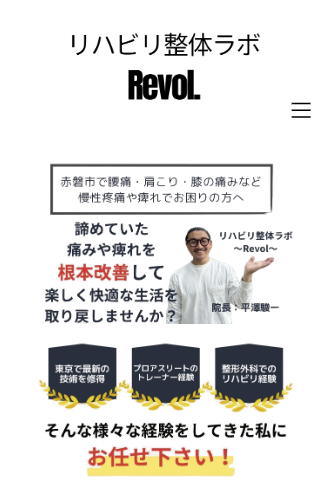 リハビリ整体ラボ
Revol.
赤磐市で腰痛・肩こり・膝の痛みなど
慢性疼痛や痺れでお困りの方へ
諦めていた
痛みや痺れを
根本改善して
楽しく快適な生活を
取り戻しませんか？
リハビリ整体ラボ
〜Revol〜
院長：平澤駿一
東京で最新の
技術を修得
プロアスリートの
トレーナー経験
整形外科での
リハビリ経験
そんな様々な経験をしてきた私に
お任せ下さい！